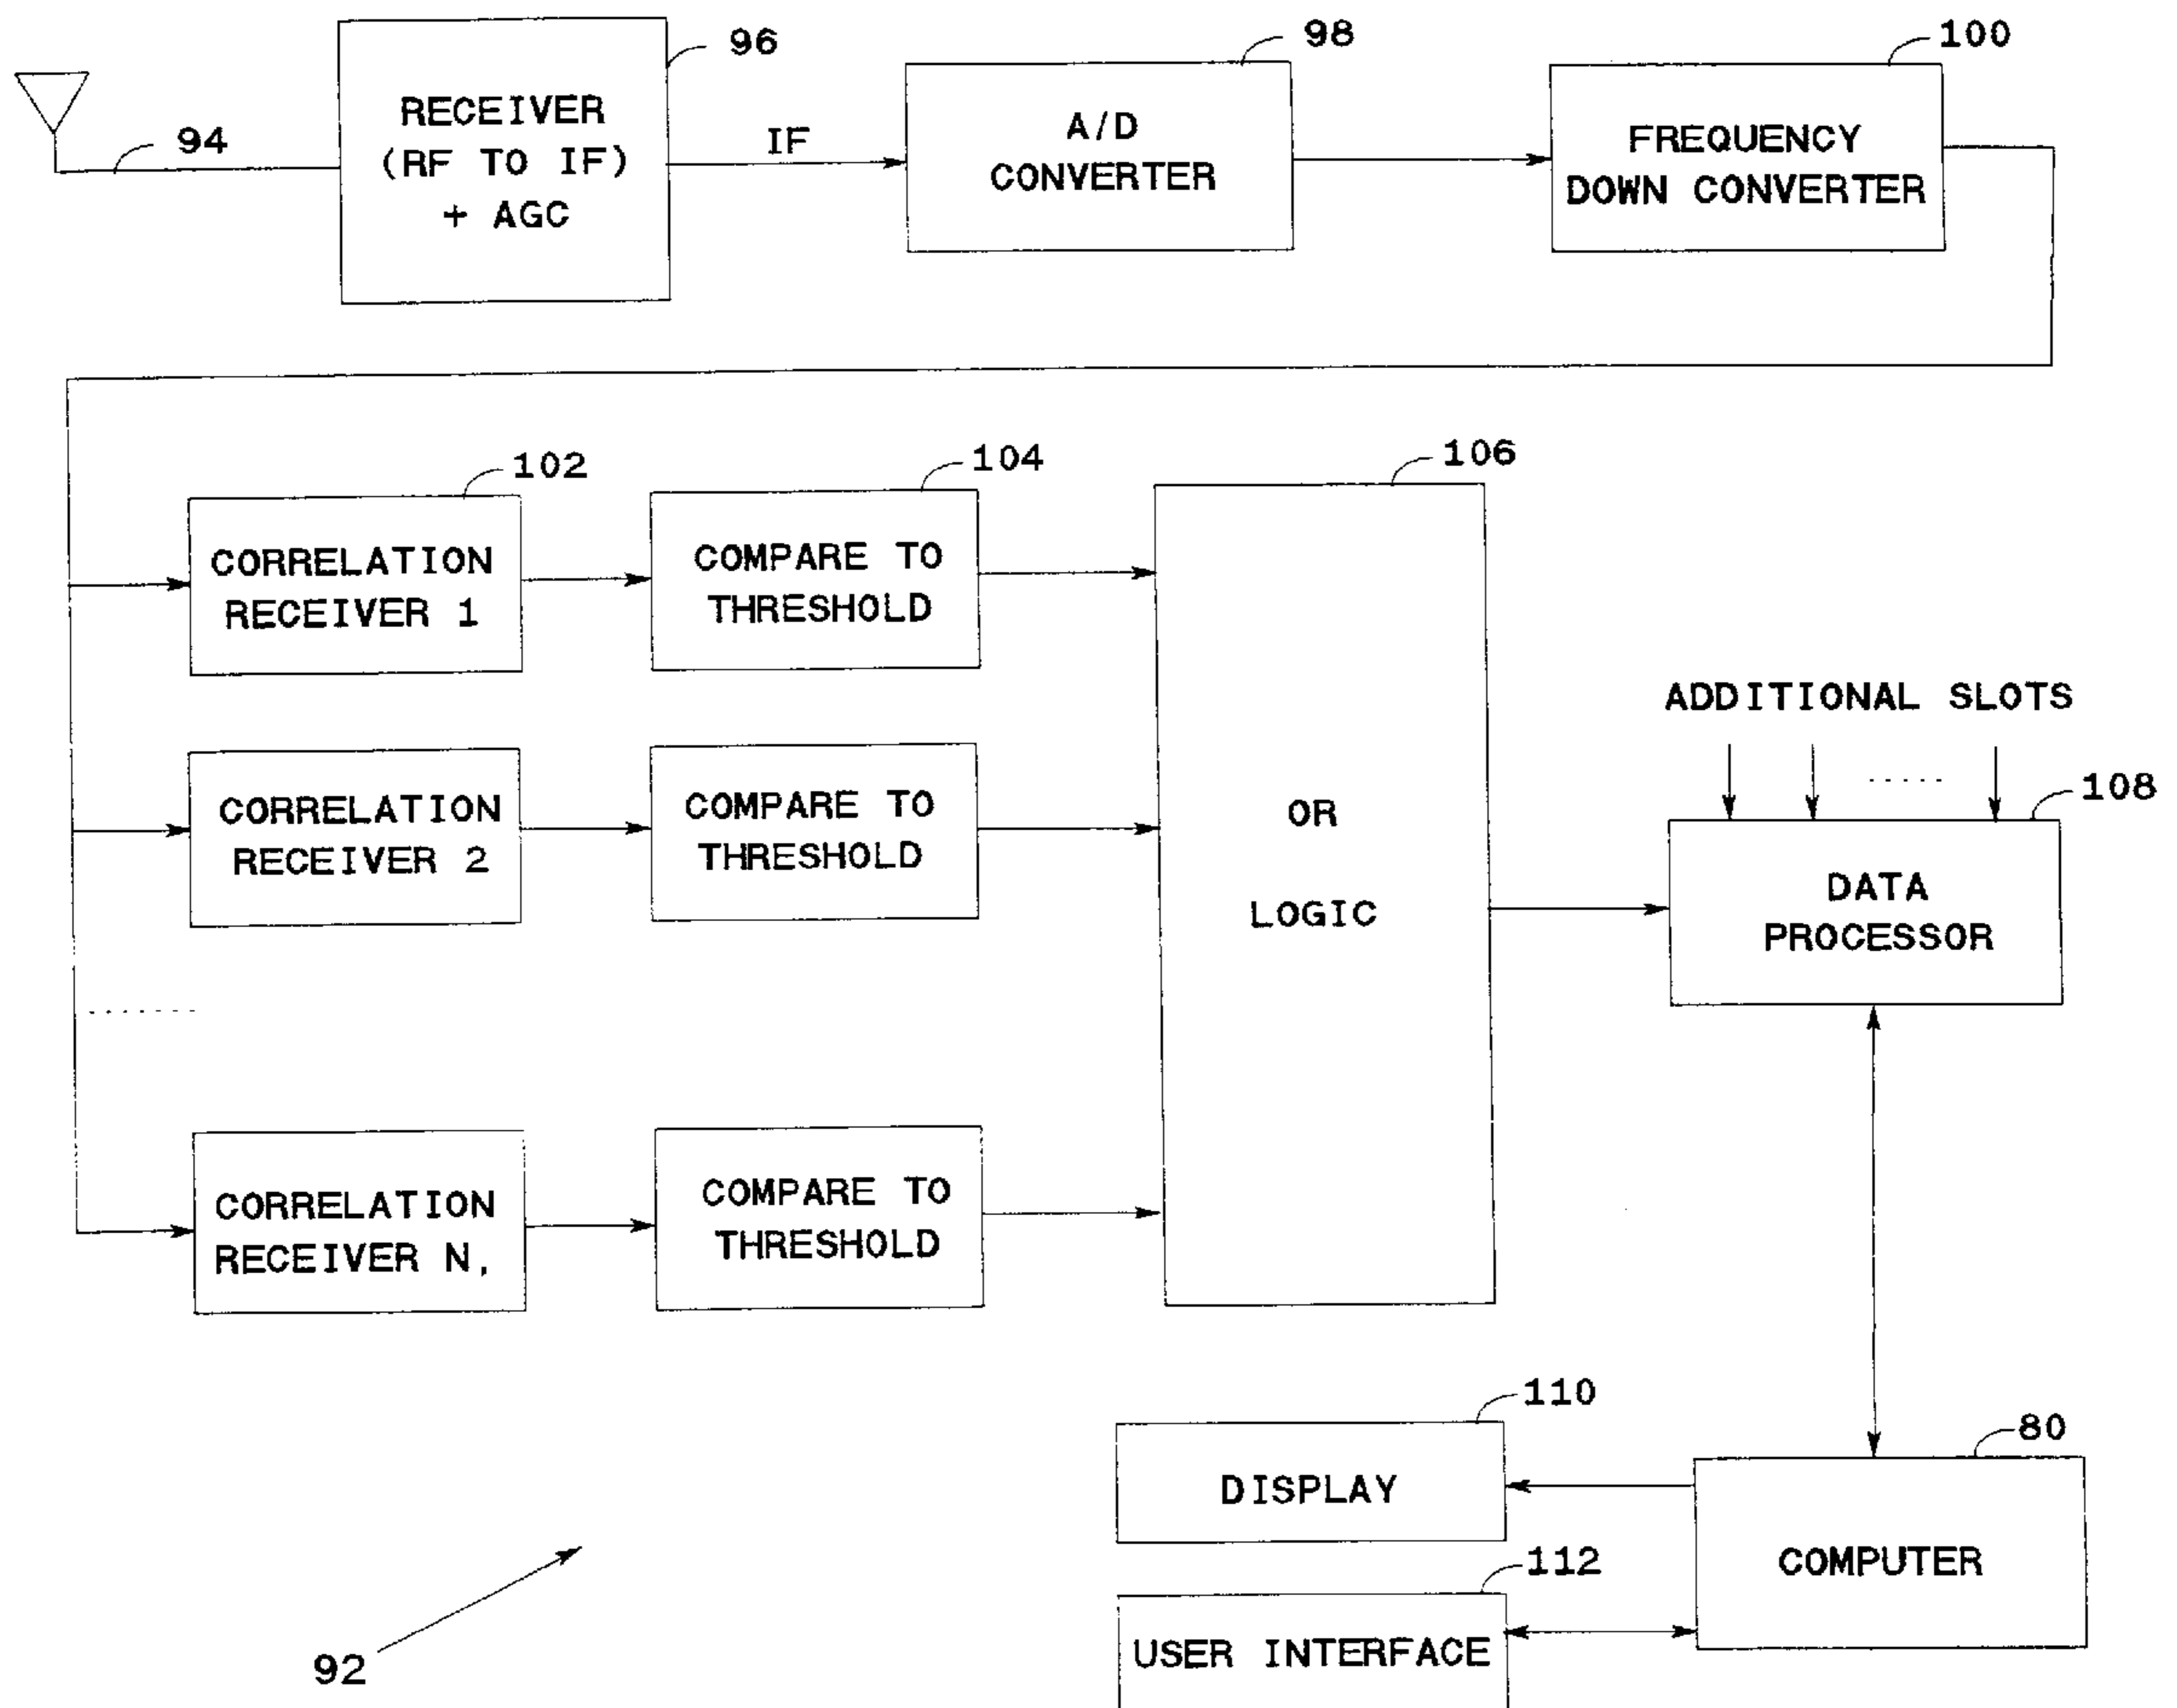 94
96
RECEIVER
(RF TO IF)
+ AGC
IF
98
A/D
CONVERTER
100
FREQUENCY
DOWN CONVERTER
102
CORRELATION
RECEIVER 1
104
COMPARE TO
THRESHOLD
106
OR
LOGIC
CORRELATION
RECEIVER 2
COMPARE TO
THRESHOLD
CORRELATION
RECEIVER N,
COMPARE TO
THRESHOLD
ADDITIONAL SLOTS
108
DATA
PROCESSOR
110
DISPLAY
80
COMPUTER
112
USER INTERFACE
92